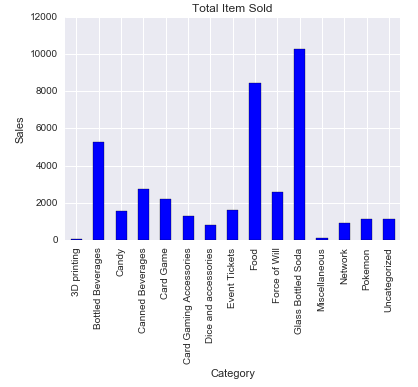 Total Item Sold
12000
10000
8000
6000
4000
2000
0
Sales
3D printing
Bottled Beverages
Candy
Canned Beverages
Card Game
Card Gaming Accessories
Dice and accessories
Event Tickets
Food
Force of Will
Glass Bottled Soda
Miscellaneous
Network
Pokemon
Uncategorized
Category